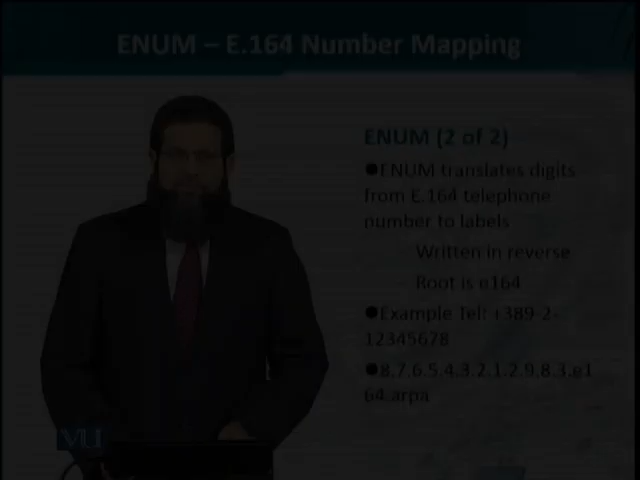 ENUM – E.164 Number Mapping
ENUM (2 of 2)
●ENUM translates digits
from E.164 telephone
number to labels
Written in reverse
Root is e164
●Example Tel: +389-2-
12345678
●8.7.6.5.4.3.2.1.2.9.8.3.e1
64.arpa
VU